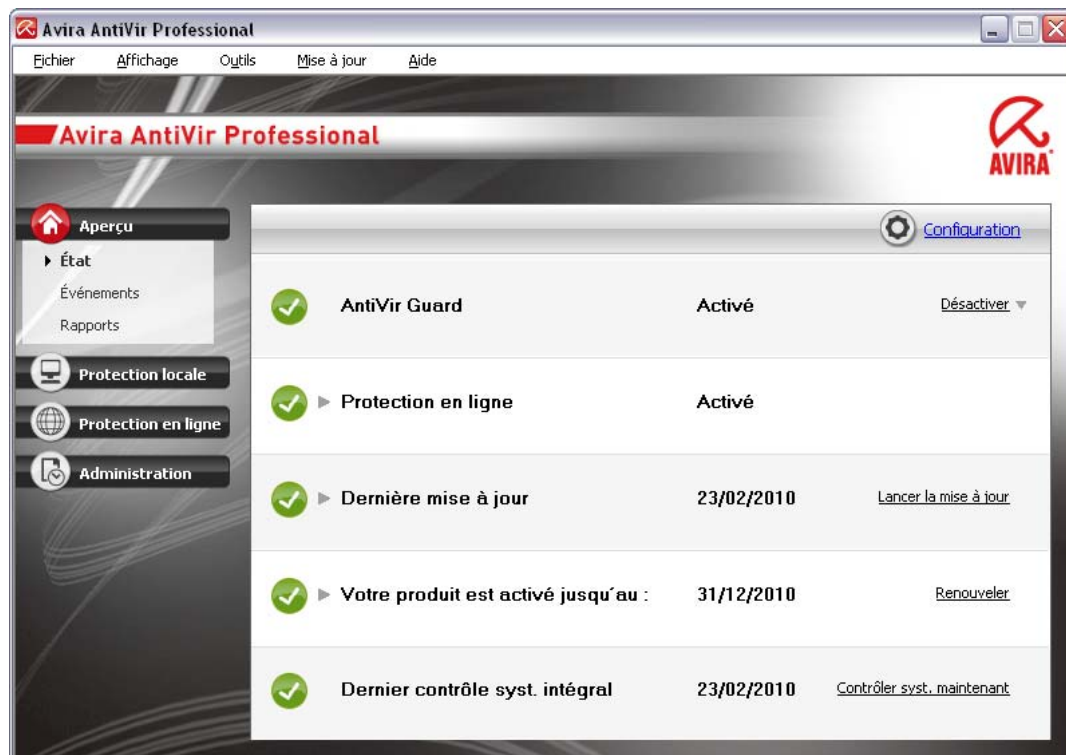 Avira AntiVir Professional
Fichier Affichage Outils Mise à jour Aide
Avira AntiVir Professional
AVIRA
Aperçu
État
Événements
Rapports
Protection locale
Protection en ligne
Administration
Configuration
AntiVir Guard Activé Désactiver
Protection en ligne Activé
Dernière mise à jour 23/02/2010 Lancer la mise à jour
Votre produit est activé jusqu´au : 31/12/2010 Renouveler
Dernier contrôle syst. intégral 23/02/2010 Contrôler syst. maintenant